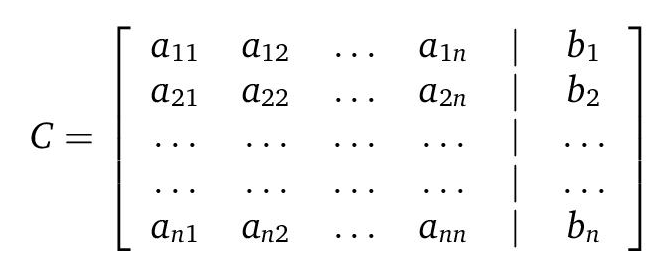 a₁₁ a₁₂ … a₁ₙ | b₁
a₂₁ a₂₂ … a₂ₙ | b₂
C = … … … … | …
… … … … | …
aₙ₁ aₙ₂ … aₙₙ | bₙ